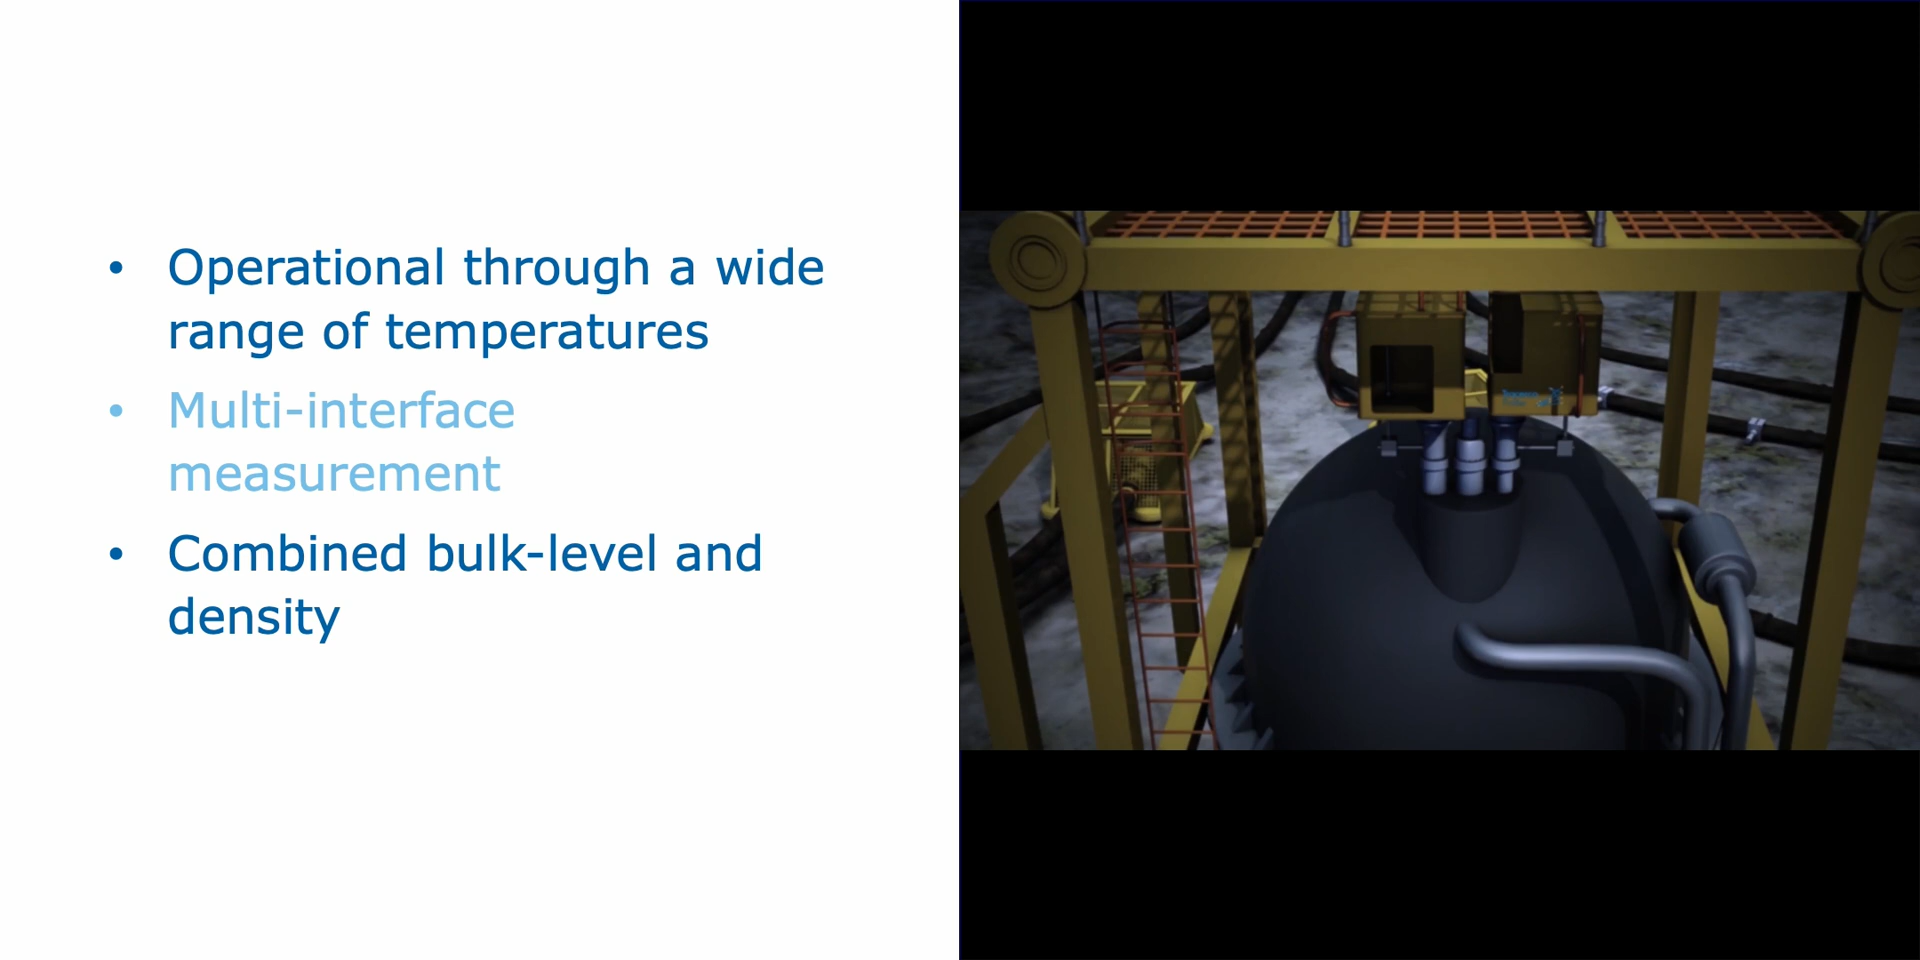 • Operational through a wide
range of temperatures
• Multi-interface
measurement
• Combined bulk-level and
density